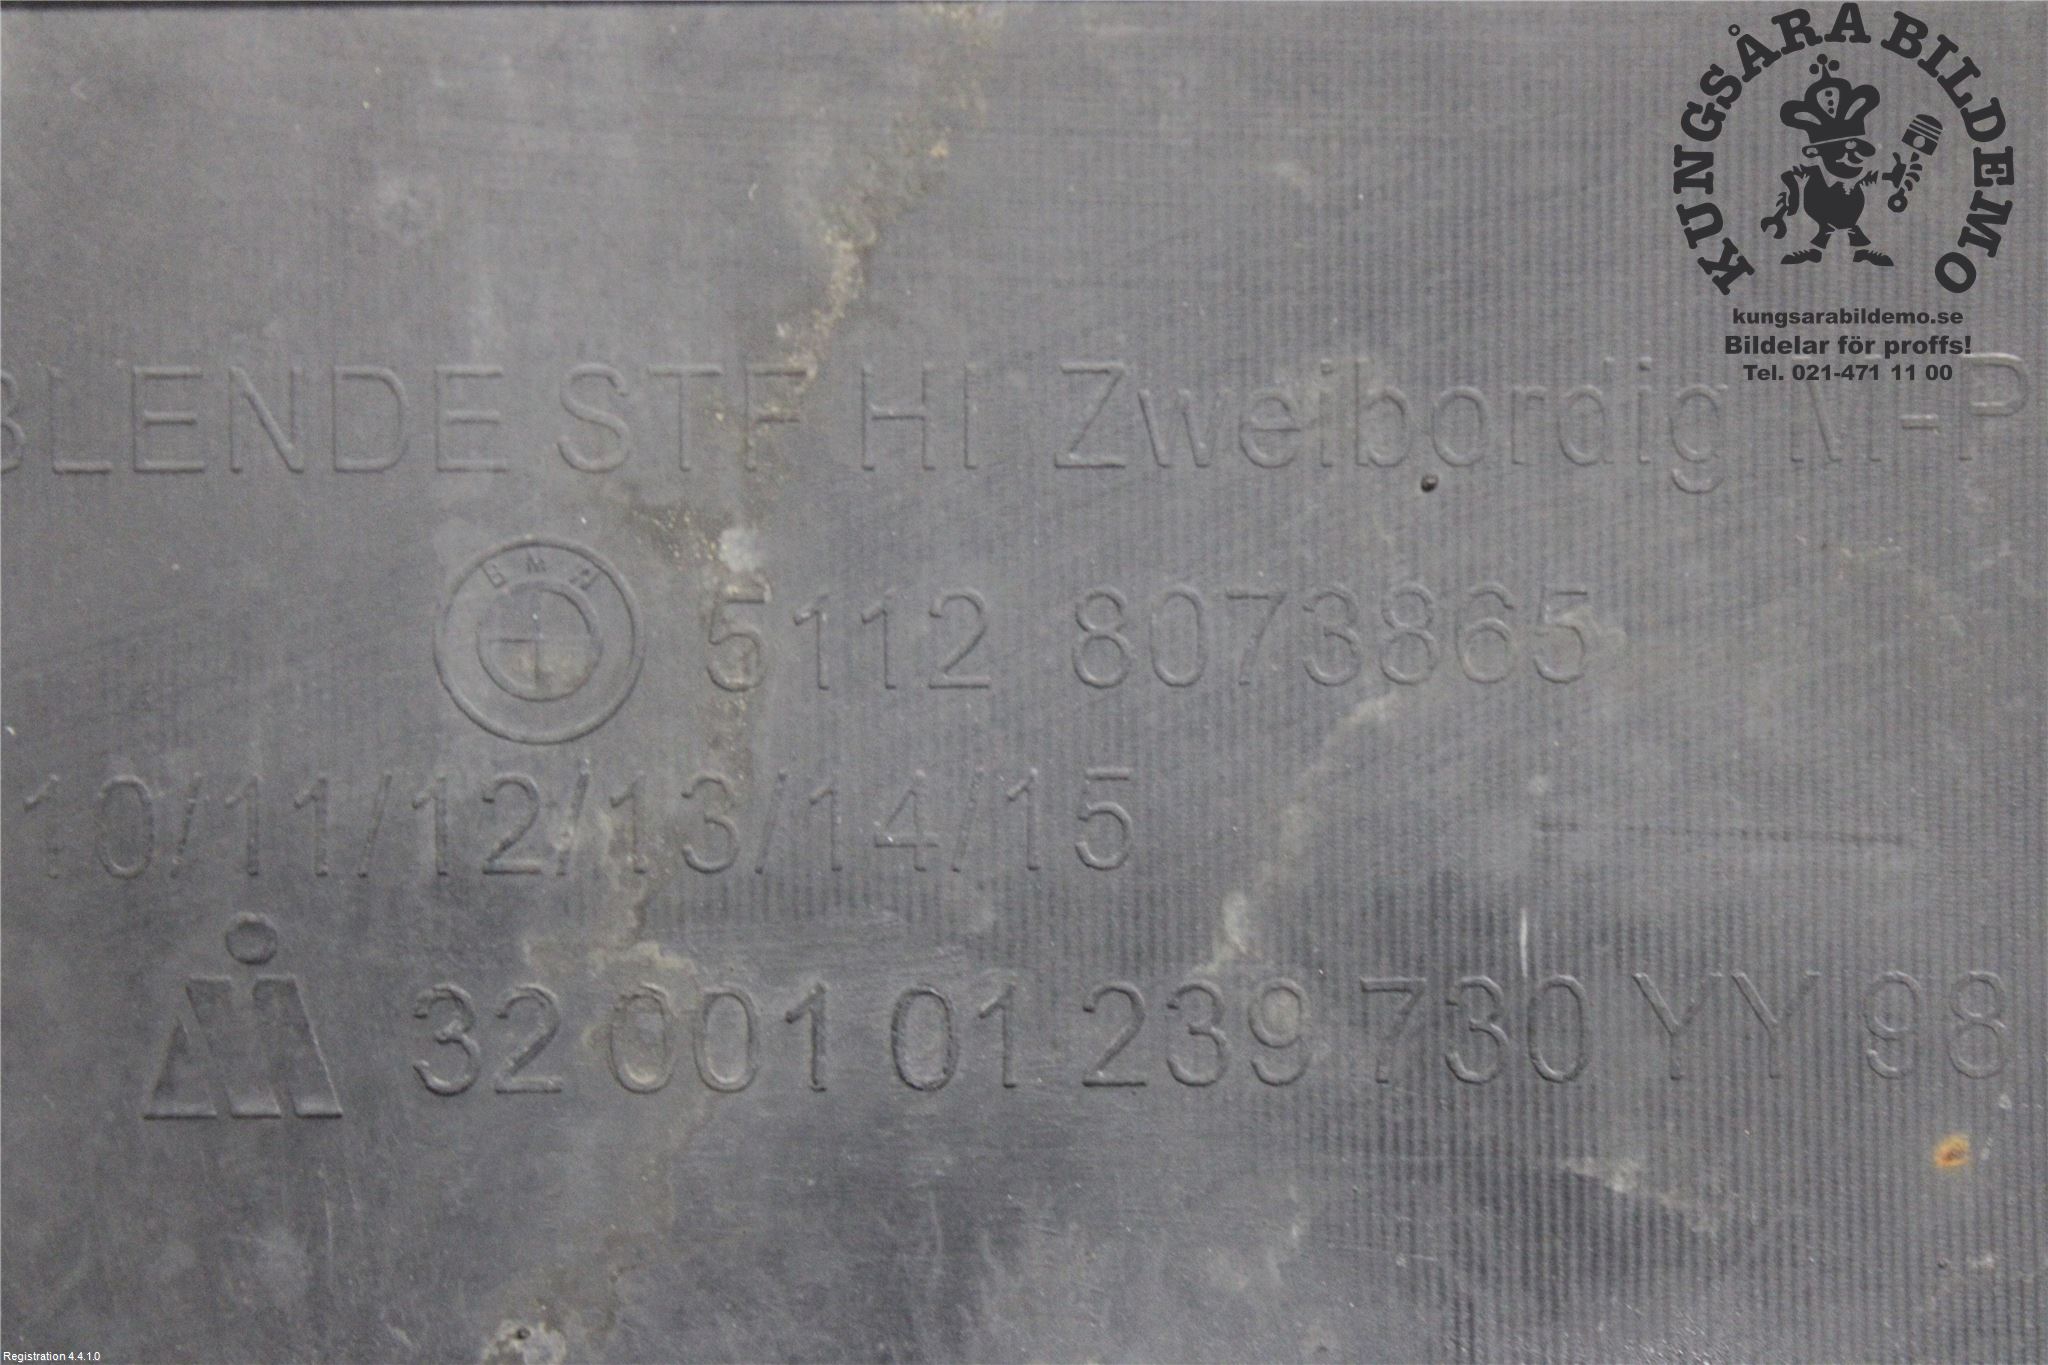 KUNGSÅRA BILDEMO
kungsarabildemo.se
Bildelar för proffs!
Tel. 021-471 11 00
BLENDE STF HI Zweibordig M-P
BMW 5112 8073865
10/11/12/13/14/15
32 001 01 239 730 YY 98
Registration 4.4.1.0